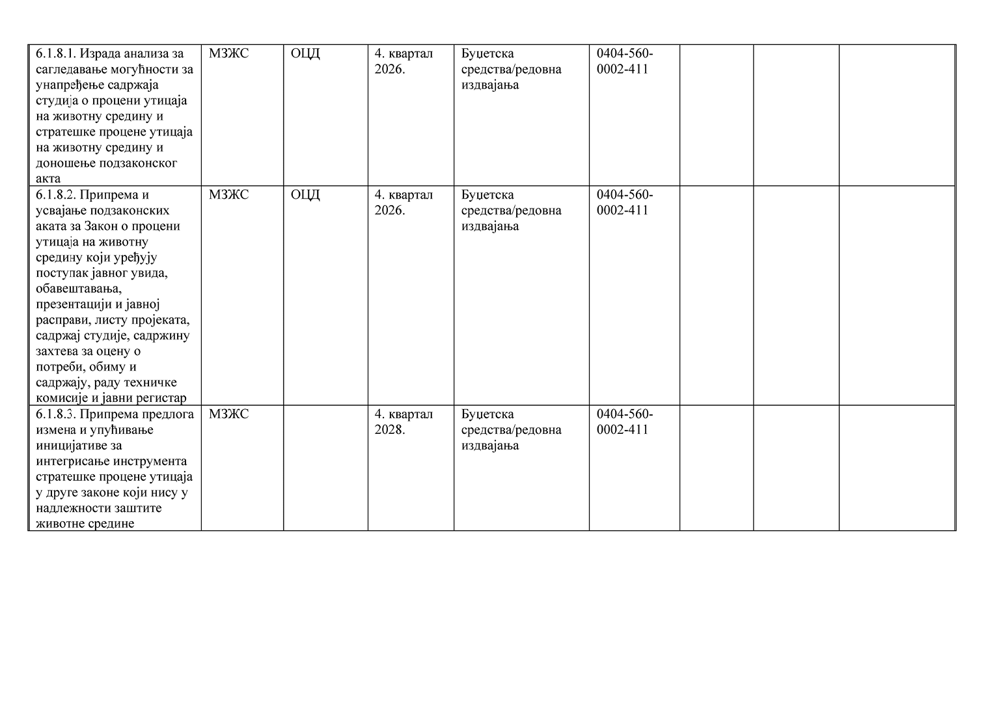 6.1.8.1. Израда анализа за
сагледавање могућности за
унапређење садржаја
студија о процени утицаја
на животну средину и
стратешке процене утицаја
на животну средину и
доношење подзаконског
акта
МЗЖС
ОЦД
4. квартал
2026.
Буџетска
средства/редовна
издвајања
0404-560-
0002-411
6.1.8.2. Припрема и
усвајање подзаконских
аката за Закон о процени
утицаја на животну
средину који уређују
поступак јавног увида,
обавештавања,
презентацији и јавној
расправи, листу пројеката,
садржај студије, садржину
захтева за оцену о
потреби, обиму и
садржају, раду техничке
комисије и јавни регистар
МЗЖС
ОЦД
4. квартал
2026.
Буџетска
средства/редовна
издвајања
0404-560-
0002-411
6.1.8.3. Припрема предлога
измена и упућивање
иницијативе за
интегрисање инструмента
стратешке процене утицаја
у друге законе који нису у
надлежности заштите
животне средине
МЗЖС
4. квартал
2028.
Буџетска
средства/редовна
издвајања
0404-560-
0002-411